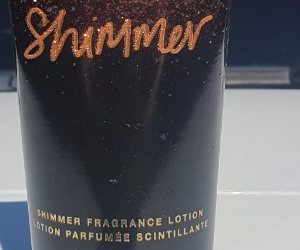 Shimmer
SHIMMER FRAGRANCE LOTION
LOTION PARFUMÉE SCINTILLANTE